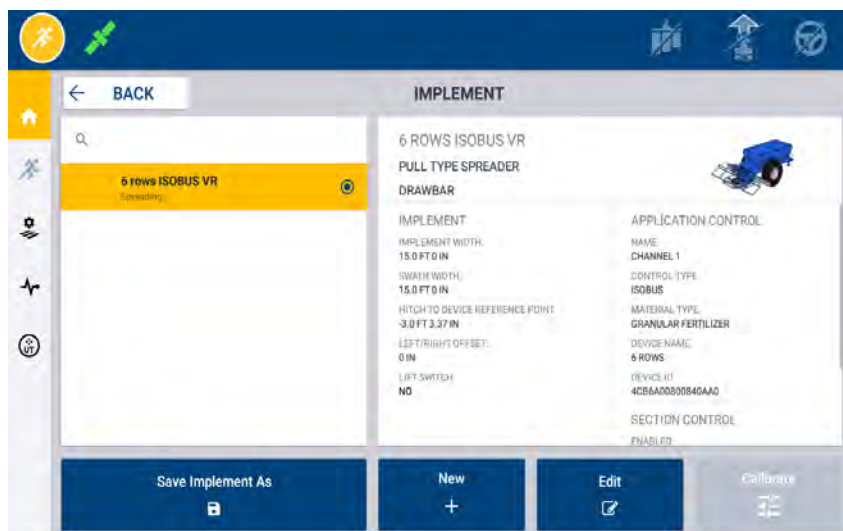 BACK
IMPLEMENT
6 rows ISOBUS VR
Spreading
6 ROWS ISOBUS VR
PULL TYPE SPREADER
DRAWBAR
IMPLEMENT
IMPLEMENT WIDTH:
15.0 FT 0 IN
SWATH WIDTH:
15.0 FT 0 IN
HITCH TO DEVICE REFERENCE POINT
-3.0 FT 3.37 IN
LEFT/RIGHT OFFSET:
0 IN
LIFT SWITCH
NO
APPLICATION CONTROL
NAME
CHANNEL 1
CONTROL TYPE
ISOBUS
MATERIAL TYPE
GRANULAR FERTILIZER
DEVICE NAME
6 ROWS
DEVICE ID
4CB6A00800840AA0
SECTION CONTROL
ENABLED
UT
Save Implement As
New
Edit
Calibrate